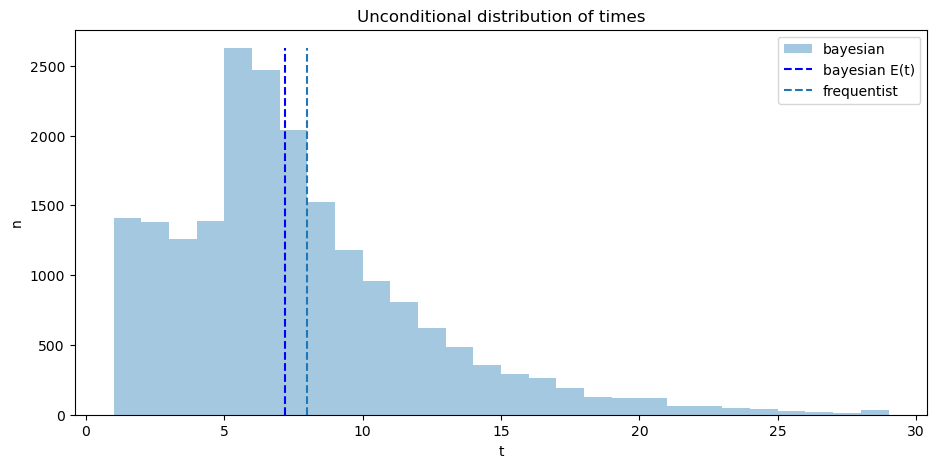 Unconditional distribution of times
bayesian
bayesian E(t)
frequentist
n
2500
2000
1500
1000
500
0
0 5 10 15 20 25 30
t